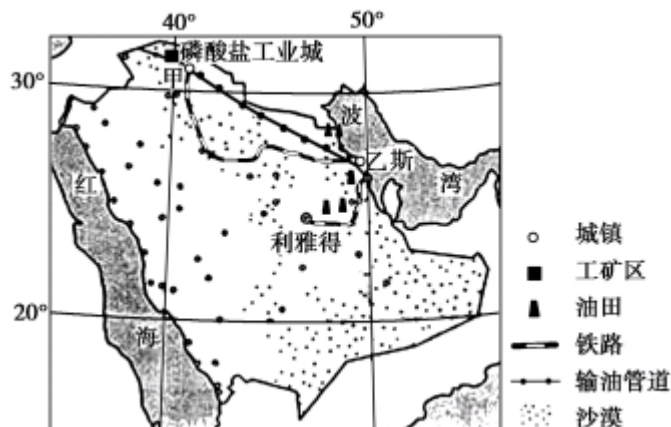 40° 50°
磷酸盐工业城
甲
30°
波
乙斯
红 湾
利雅得
城镇
工矿区
20° 油田
海 铁路
输油管道
沙漠